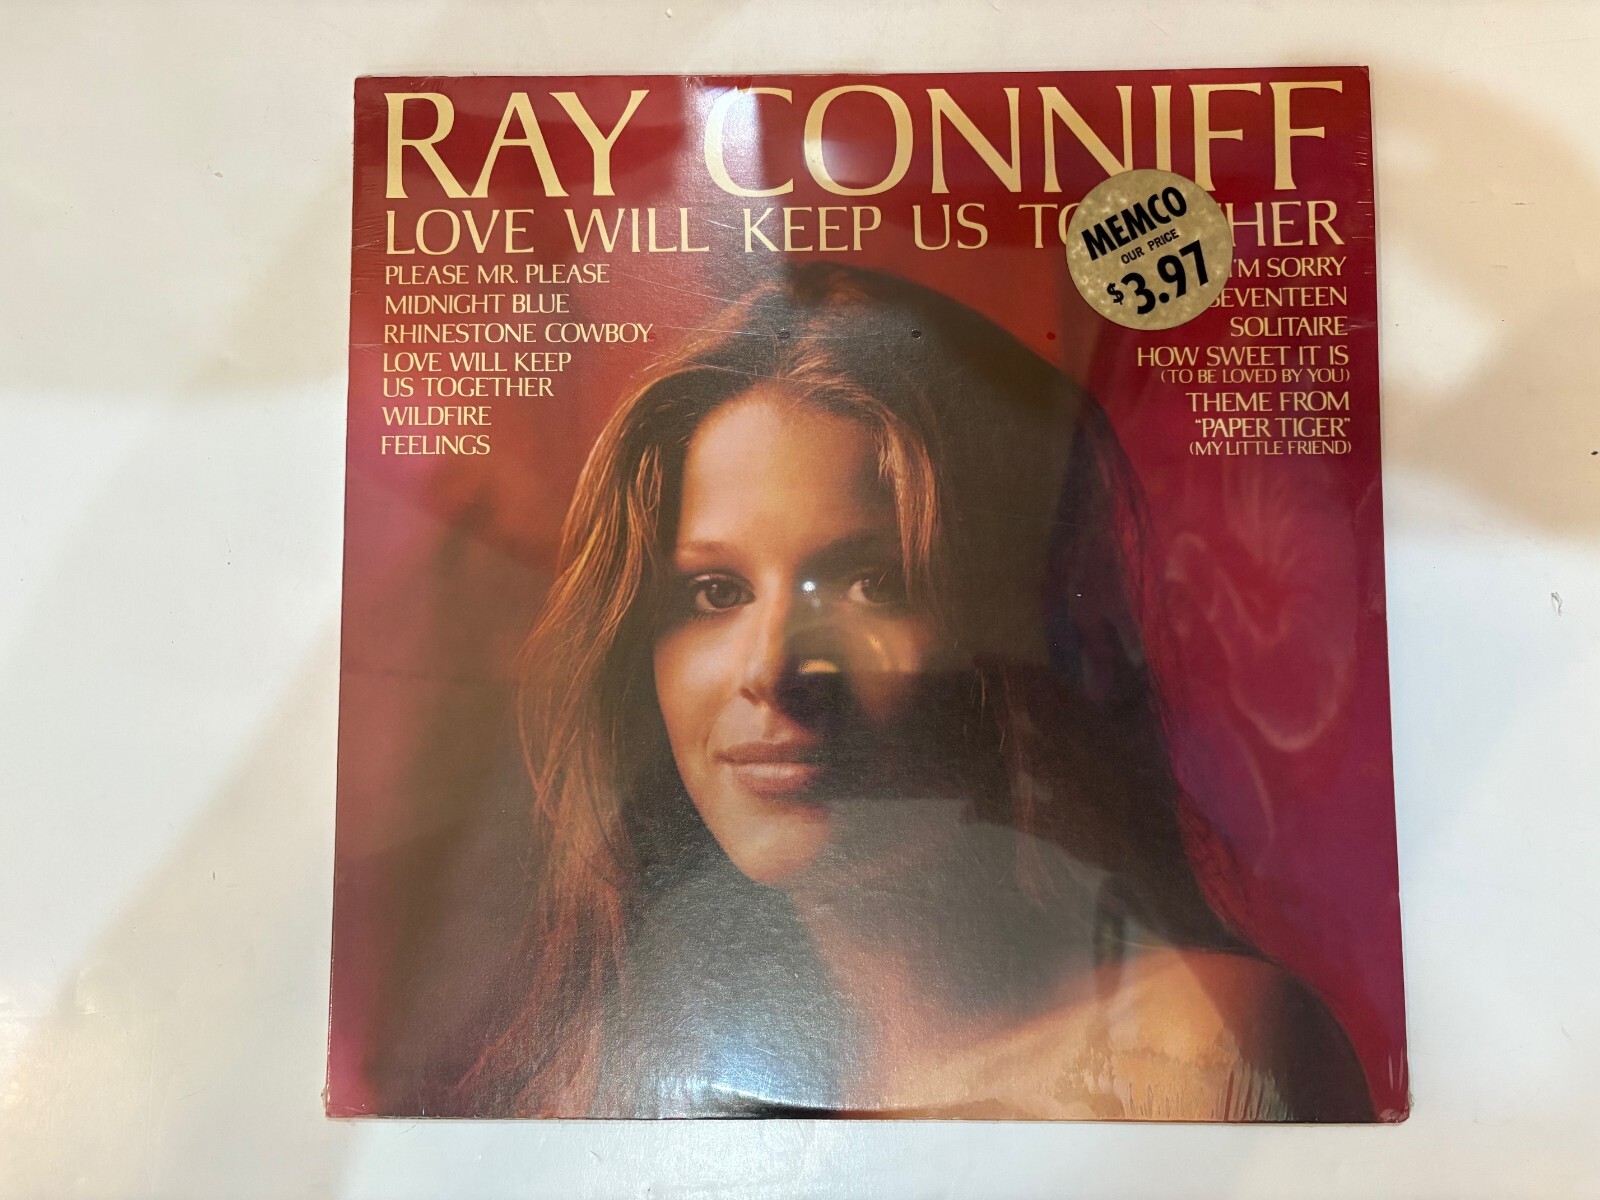 RAY CONNIFF
LOVE WILL KEEP US TO HER
PLEASE MR. PLEASE
MIDNIGHT BLUE
RHINESTONE COWBOY
LOVE WILL KEEP
US TOGETHER
WILDFIRE
FEELINGS
MEMCO
OUR PRICE
$3.97
I'M SORRY
SEVENTEEN
SOLITAIRE
HOW SWEET IT IS
(TO BE LOVED BY YOU)
THEME FROM
"PAPER TIGER"
(MY LITTLE FRIEND)